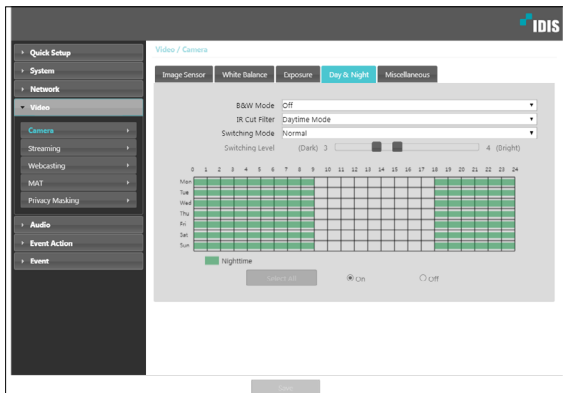 IDIS
Quick Setup
System
Network
Video
Camera
Streaming
Webcasting
MAT
Privacy Masking
Audio
Event Action
Event
Video / Camera
Image Sensor White Balance Exposure Day & Night Miscellaneous
B&W Mode Off
IR Cut Filter Daytime Mode
Switching Mode Normal
Switching Level (Dark) 3 4 (Bright)
0 1 2 3 4 5 6 7 8 9 10 11 12 13 14 15 16 17 18 19 20 21 22 23 24
Mon
Tue
Wed
Thu
Fri
Sat
Sun
Nighttime
Select All On Off
Save